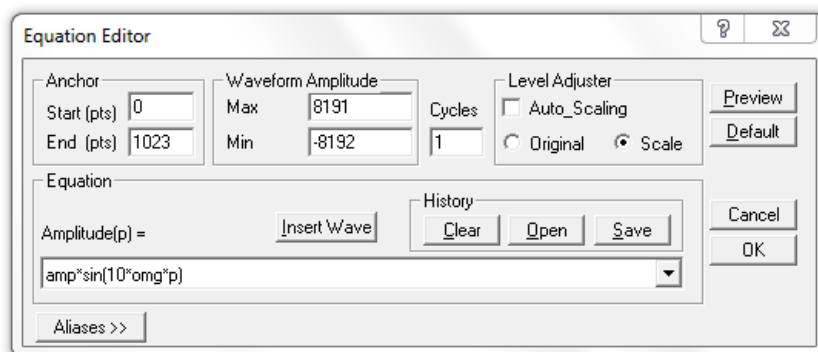 Equation Editor
Anchor
Start (pts) 0
End (pts) 1023
Waveform Amplitude
Max 8191
Min -8192
Cycles
1
Level Adjuster
Auto_Scaling
Original Scale
Preview
Default
Equation
Amplitude(p) =
Insert Wave
History
Clear Open Save
Cancel
OK
amp*sin(10*omg*p)
Aliases >>